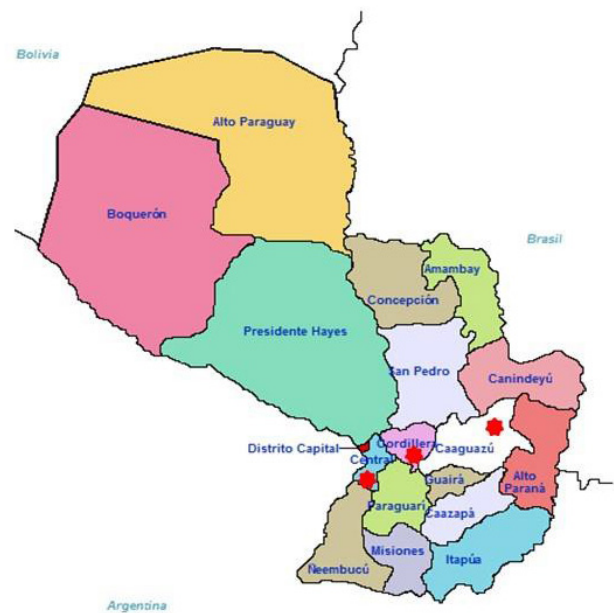 Bolivia
Alto Paraguay
Boquerón
Brasil
Amambay
Concepción
Presidente Hayes
San Pedro
Canindeyú
Distrito Capital
Cordillera
Caaguazú
Central
Guairá
Alto
Paraná
Paraguarí
Caazapá
Misiones
Itapúa
Ñeembucú
Argentina